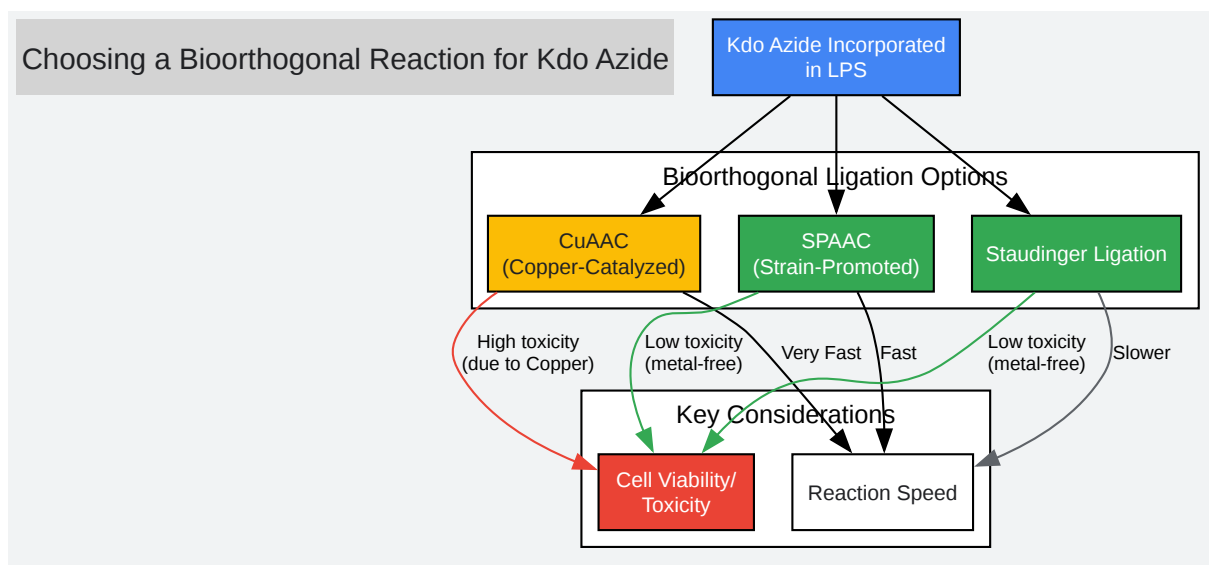 Choosing a Bioorthogonal Reaction for Kdo Azide
Kdo Azide Incorporated
in LPS
Bioorthogonal Ligation Options
CuAAC
(Copper-Catalyzed)
SPAAC
(Strain-Promoted)
Staudinger Ligation
High toxicity
(due to Copper)
Low toxicity
(metal-free)
Very Fast
Fast
Low toxicity
(metal-free)
Slower
Key Considerations
Cell Viability/
Toxicity
Reaction Speed